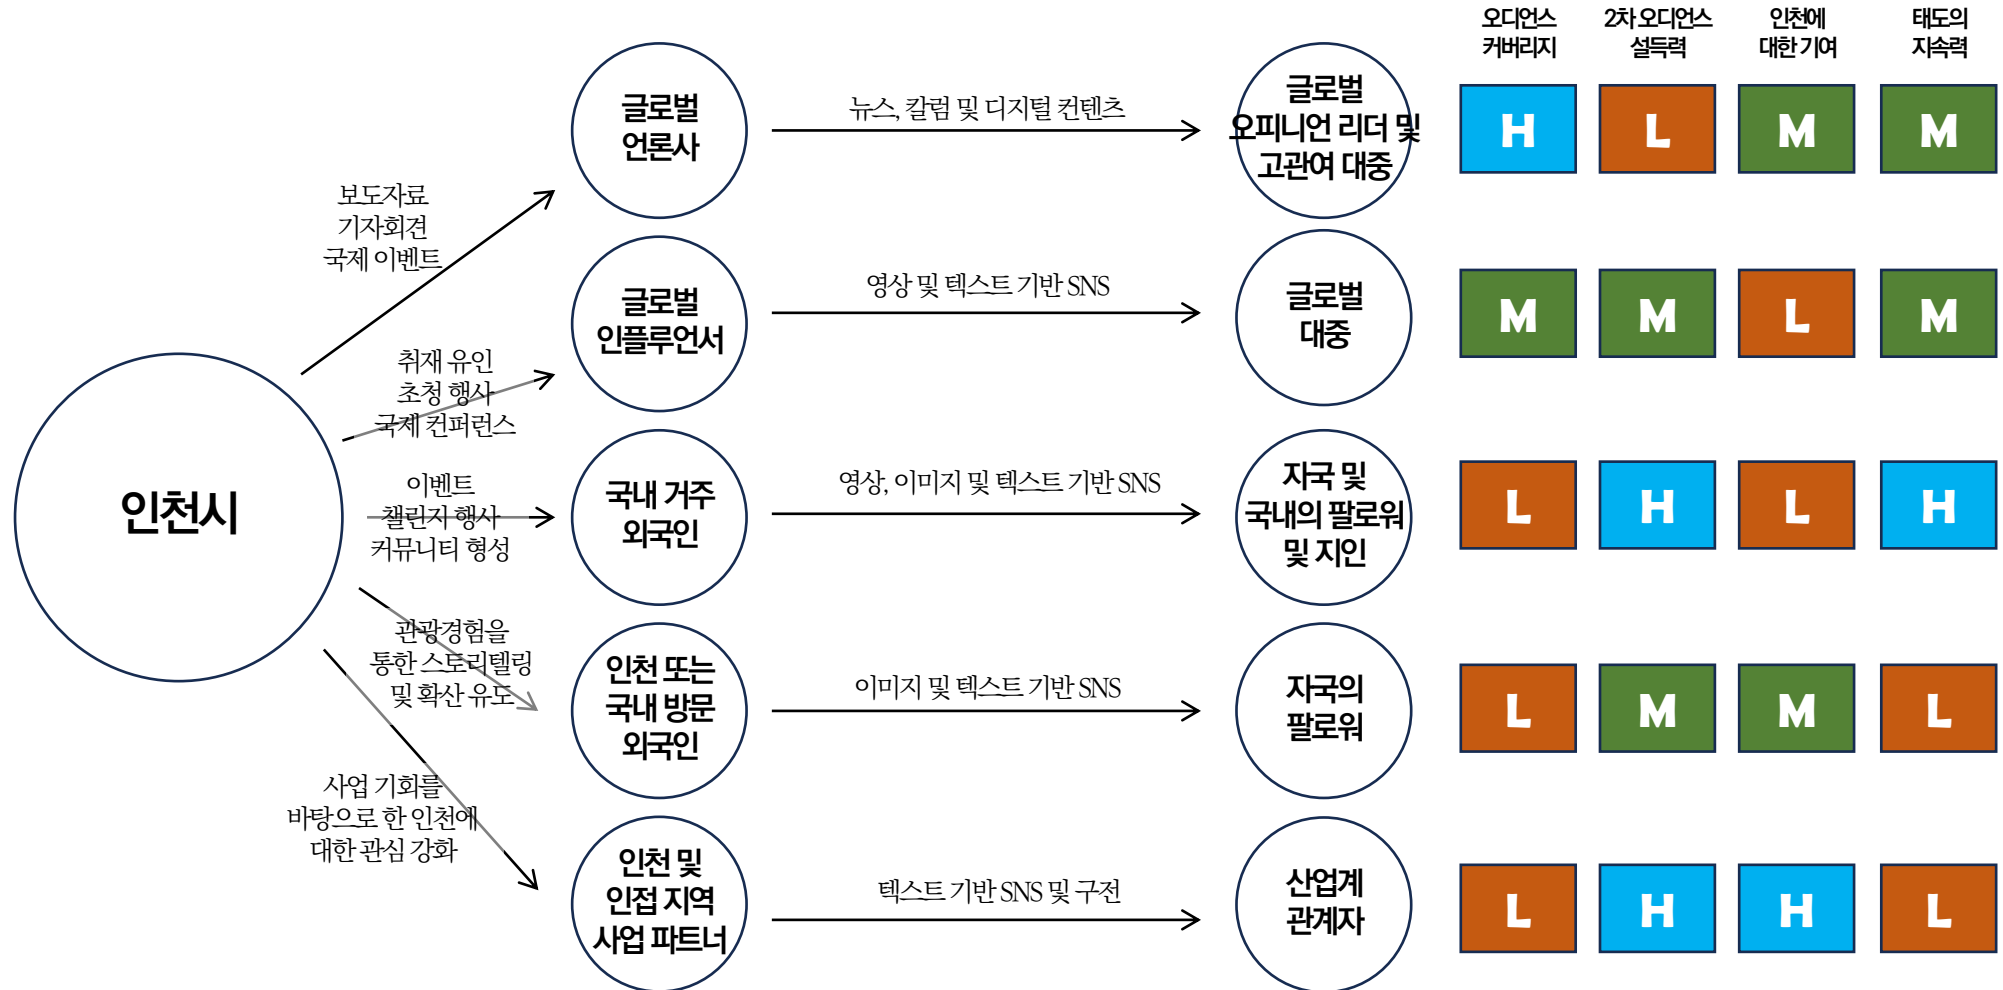 오디언스
커버리지
2차 오디언스
설득력
인천에
대한 기여
태도의
지속력
인천시
보도자료
기자회견
국제 이벤트
글로벌
언론사
뉴스, 칼럼 및 디지털 컨텐츠
글로벌
오피니언 리더 및
고관여 대중
H
L
M
M
취재 유인
초청 행사
국제 컨퍼런스
글로벌
인플루언서
영상 및 텍스트 기반 SNS
글로벌
대중
M
M
L
M
이벤트
챌린지 행사
커뮤니티 형성
국내 거주
외국인
영상, 이미지 및 텍스트 기반 SNS
자국 및
국내의 팔로워
및 지인
L
H
L
H
관광경험을
통한 스토리텔링
및 확산 유도
인천 또는
국내 방문
외국인
이미지 및 텍스트 기반 SNS
자국의
팔로워
L
M
M
L
사업 기회를
바탕으로 한 인천에
대한 관심 강화
인천 및
인접 지역
사업 파트너
텍스트 기반 SNS 및 구전
산업계
관계자
L
H
H
L